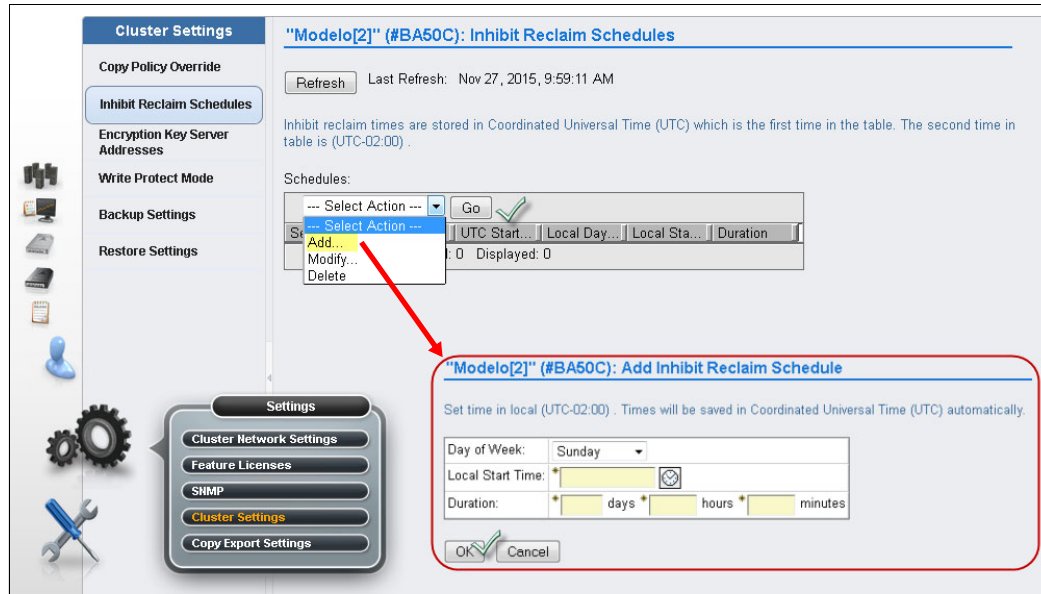 Cluster Settings
Copy Policy Override
Inhibit Reclaim Schedules
Encryption Key Server
Addresses
Write Protect Mode
Backup Settings
Restore Settings
"Modelo[2]" (#BA50C): Inhibit Reclaim Schedules
Refresh Last Refresh: Nov 27, 2015, 9:59:11 AM
Inhibit reclaim times are stored in Coordinated Universal Time (UTC) which is the first time in the table. The second time in
table is (UTC-02:00) .
Schedules:
--- Select Action --- Go
--- Select Action ---
Add...
Modify...
Delete
UTC Start... Local Day... Local Sta... Duration
: 0 Displayed: 0
Settings
Cluster Network Settings
Feature Licenses
SNMP
Cluster Settings
Copy Export Settings
"Modelo[2]" (#BA50C): Add Inhibit Reclaim Schedule
Set time in local (UTC-02:00) . Times will be saved in Coordinated Universal Time (UTC) automatically.
Day of Week: Sunday
Local Start Time: *
Duration: * days * hours * minutes
OK Cancel